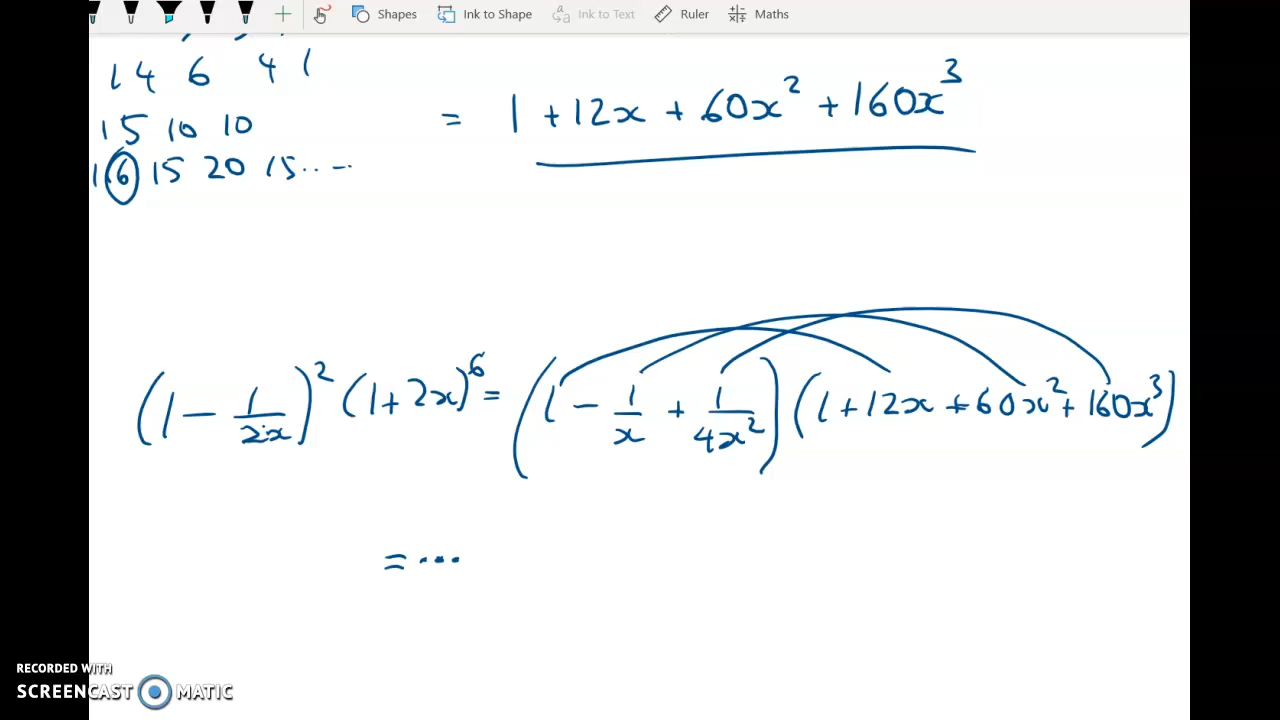 Shapes Ink to Shape Ink to Text Ruler Maths
1 4 6 4 1
= 1 + 12x + 60x² + 160x³
1 5 10 10
1 6 15 20 15 .. --
(1 - 1/2x)² (1 + 2x)⁶ = (1 - 1/x + 1/4x²) (1 + 12x + 60x² + 160x³)
= ...
RECORDED WITH
SCREENCAST MATIC